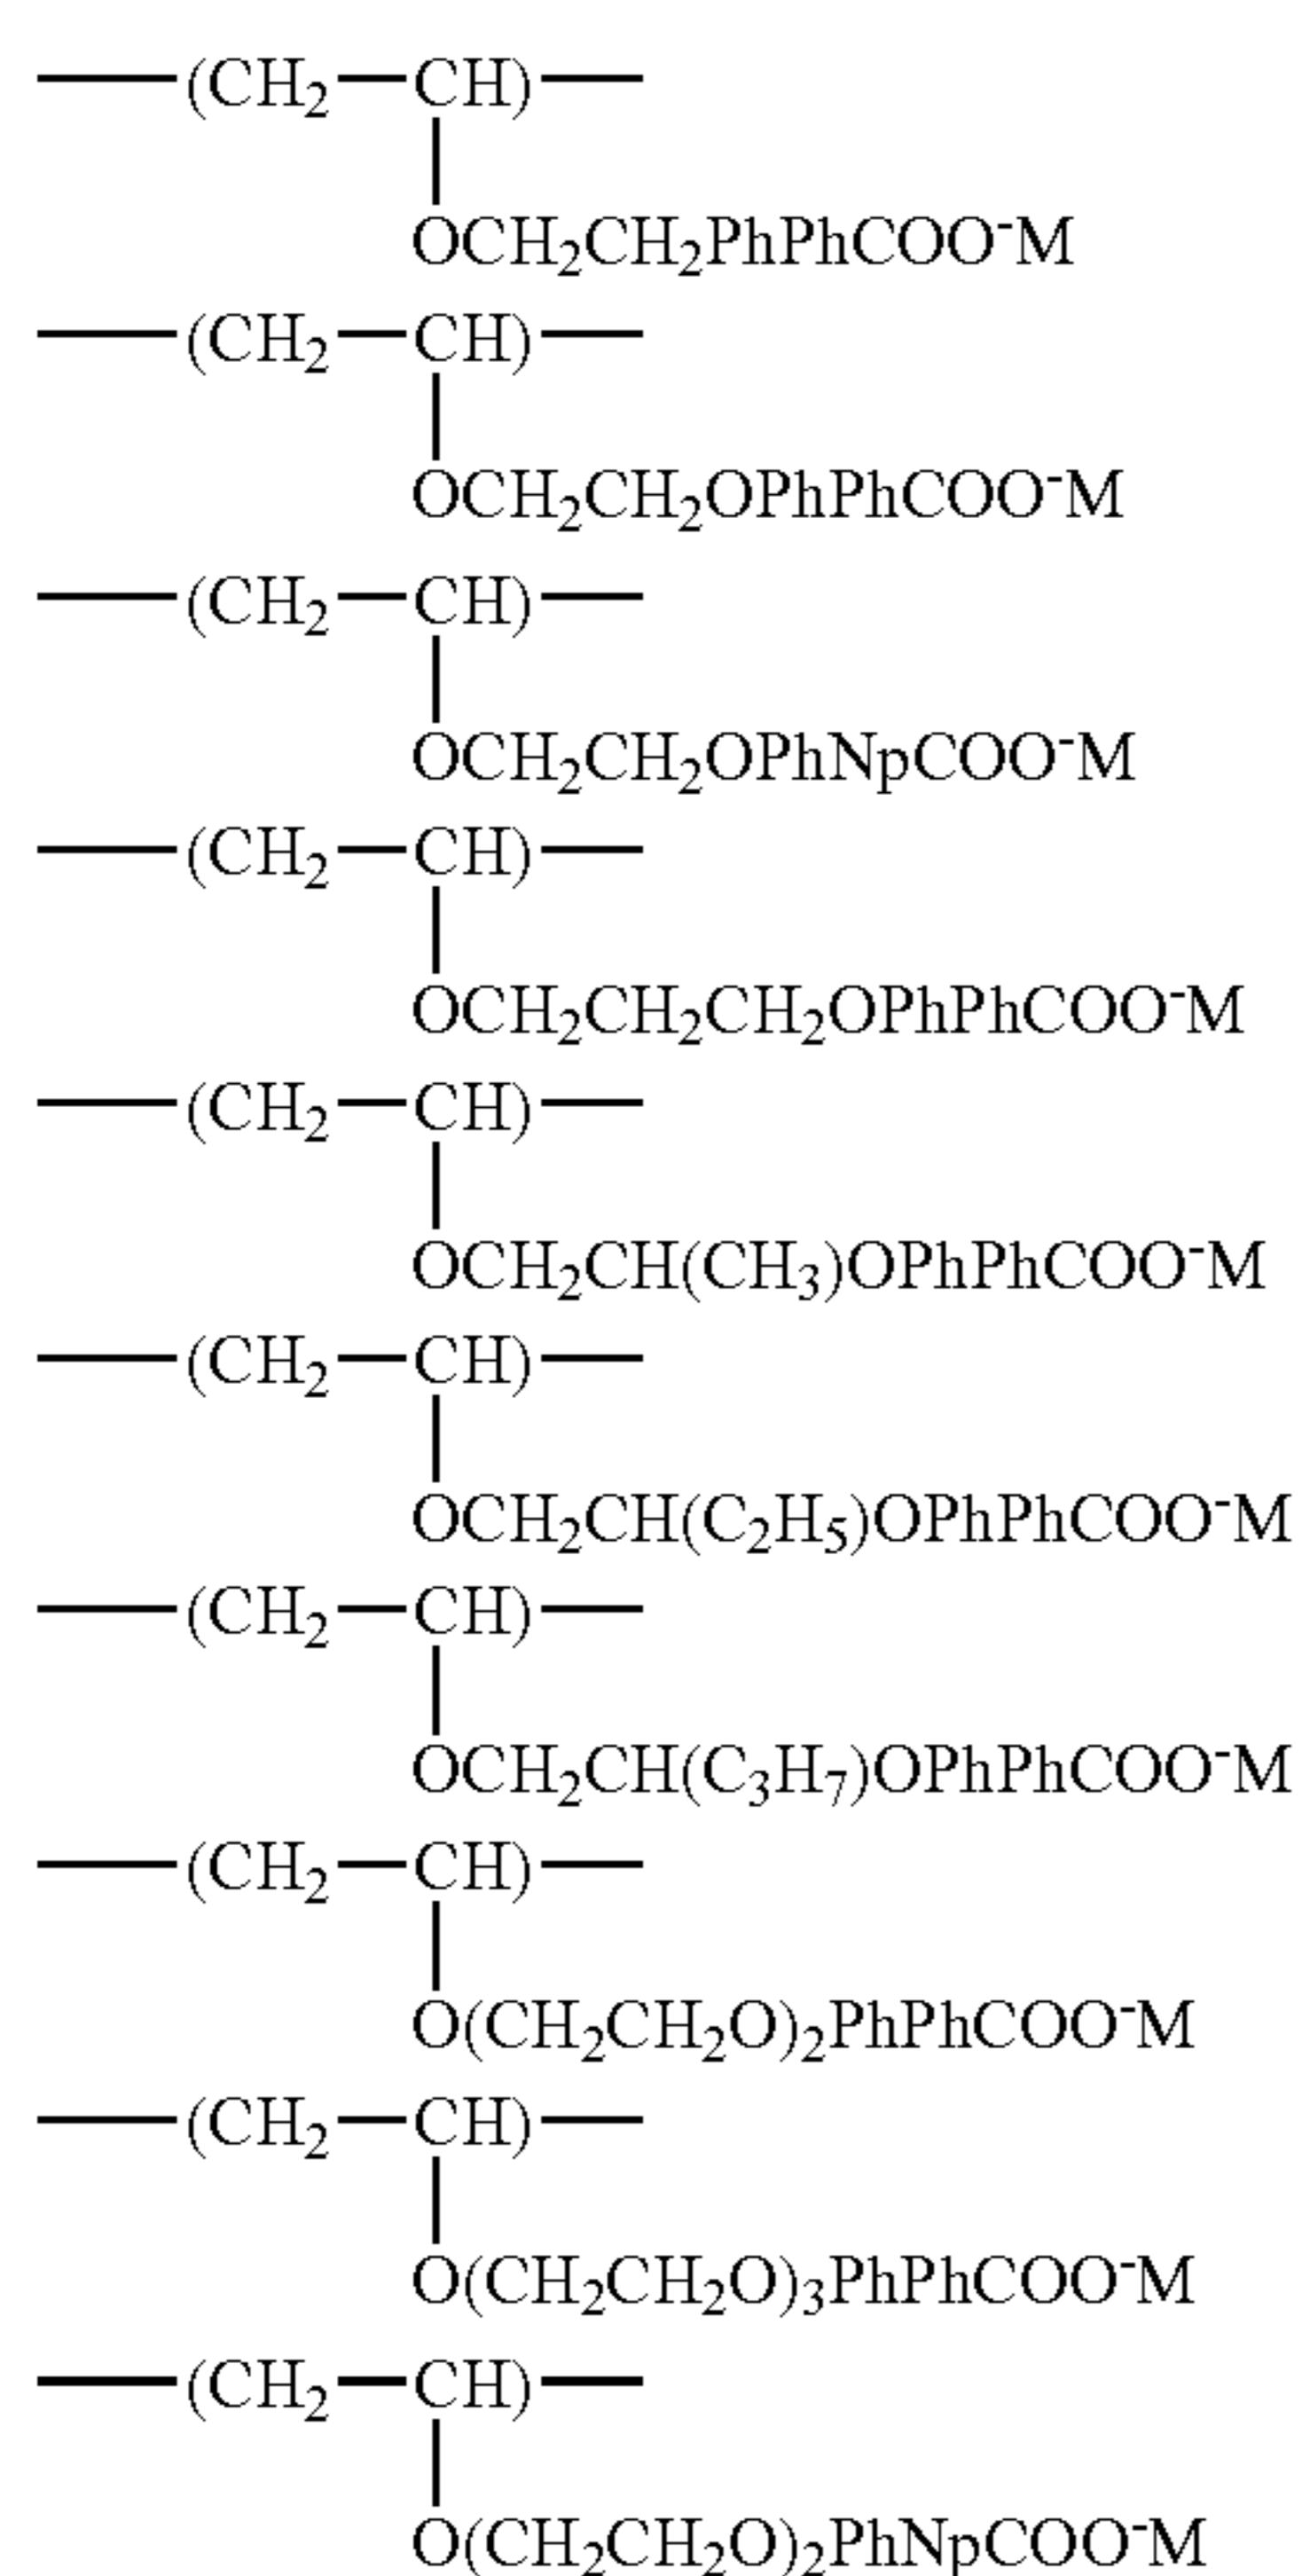 —(CH₂—CH)—
OCH₂CH₂PhPhCOO⁻M
—(CH₂—CH)—
OCH₂CH₂OPhPhCOO⁻M
—(CH₂—CH)—
OCH₂CH₂OPhNpCOO⁻M
—(CH₂—CH)—
OCH₂CH₂CH₂OPhPhCOO⁻M
—(CH₂—CH)—
OCH₂CH(CH₃)OPhPhCOO⁻M
—(CH₂—CH)—
OCH₂CH(C₂H₅)OPhPhCOO⁻M
—(CH₂—CH)—
OCH₂CH(C₃H₇)OPhPhCOO⁻M
—(CH₂—CH)—
O(CH₂CH₂O)₂PhPhCOO⁻M
—(CH₂—CH)—
O(CH₂CH₂O)₃PhPhCOO⁻M
—(CH₂—CH)—
O(CH₂CH₂O)₂PhNpCOO⁻M